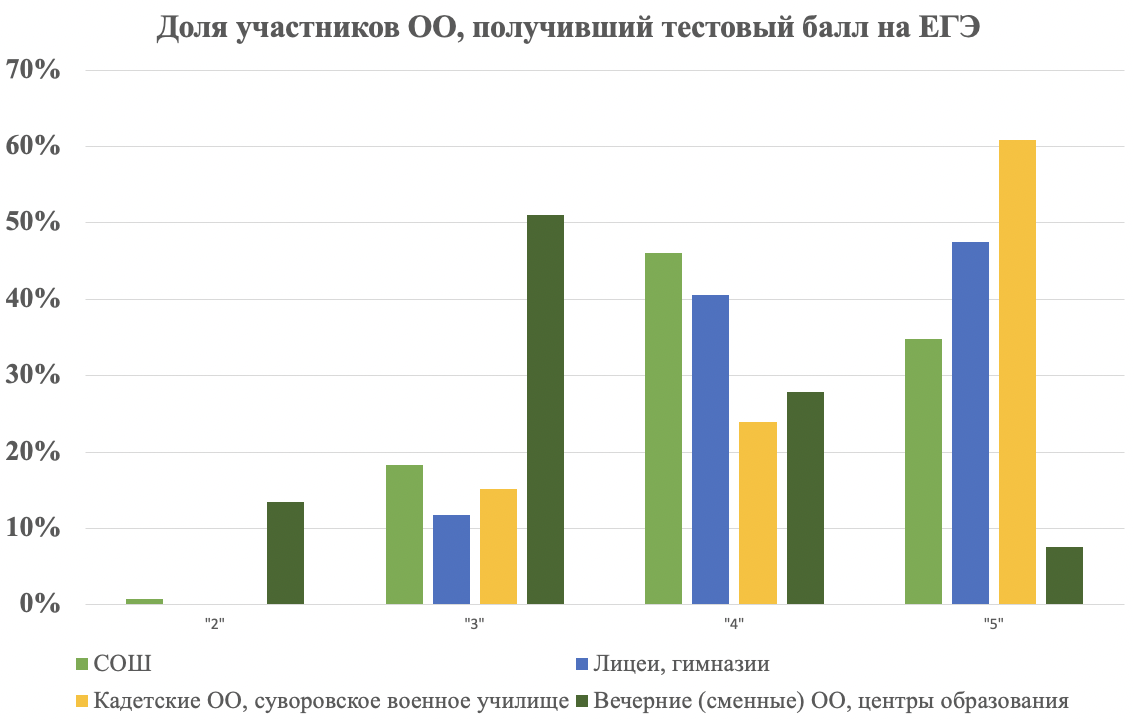 Доля участников ОО, получивший тестовый балл на ЕГЭ
70%
60%
50%
40%
30%
20%
10%
0%
"2" "3" "4" "5"
СОШ Лицеи, гимназии
Кадетские ОО, суворовское военное училище Вечерние (сменные) ОО, центры образования